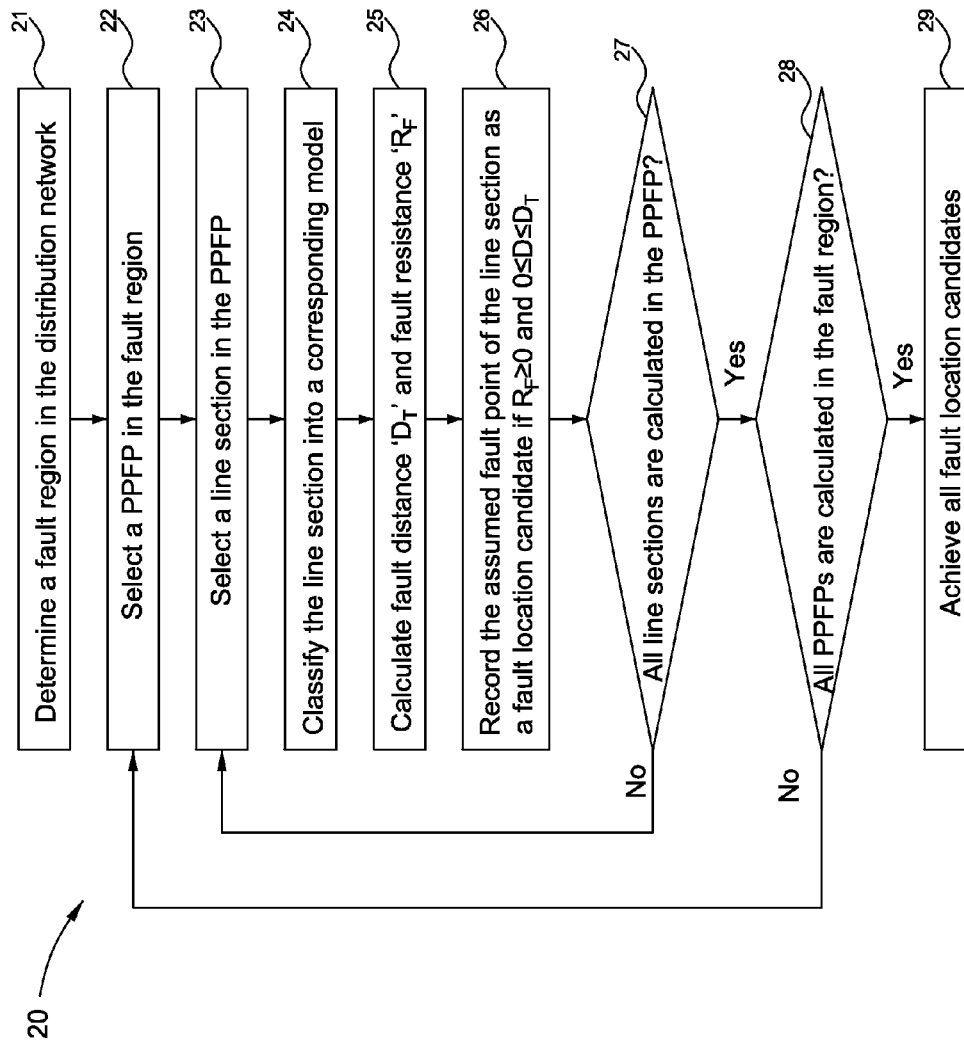 20
21
Determine a fault region in the distribution network
22
Select a PPFP in the fault region
23
Select a line section in the PPFP
24
Classify the line section into a corresponding model
25
Calculate fault distance ‘D_T’ and fault resistance ‘R_F’
26
Record the assumed fault point of the line section as
a fault location candidate if R_F≥0 and 0≤D≤D_T
27
All line sections are calculated in the PPFP?
No
Yes
28
All PPFPs are calculated in the fault region?
No
Yes
29
Achieve all fault location candidates